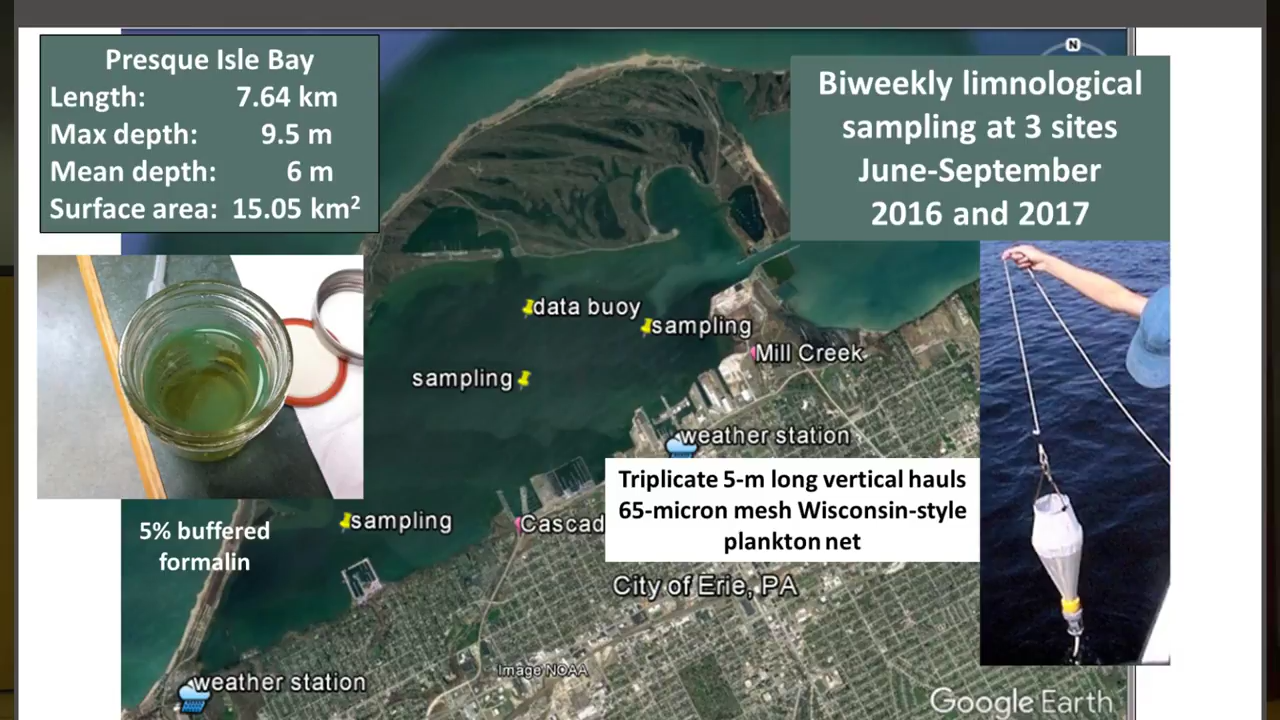 Presque Isle Bay
Length: 7.64 km
Max depth: 9.5 m
Mean depth: 6 m
Surface area: 15.05 km²
N
Biweekly limnological
sampling at 3 sites
June-September
2016 and 2017
data buoy
sampling
Mill Creek
sampling
weather station
Triplicate 5-m long vertical hauls
65-micron mesh Wisconsin-style
plankton net
sampling
Cascad
5% buffered
formalin
City of Erie, PA
Image NOAA
weather station
Google Earth